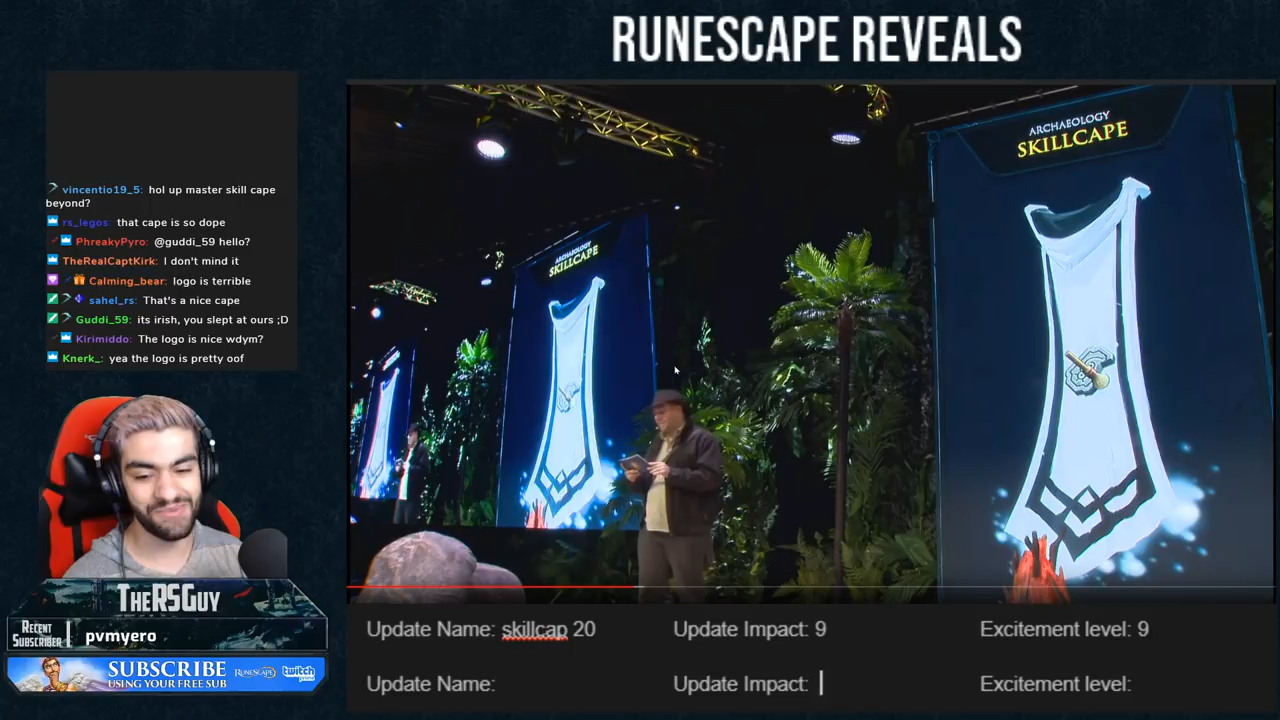 RUNESCAPE REVEALS
vincentio19_5: hol up master skill cape
beyond?
rs_legos: that cape is so dope
PhreakyPyro: @guddi_59 hello?
TheRealCaptKirk: I don't mind it
Calming_bear: logo is terrible
sahel_rs: That's a nice cape
Guddi_59: its irish, you slept at ours ;D
Kirimiddo: The logo is nice wdym?
Knerk_: yea the logo is pretty oof
ARCHAEOLOGY
SKILLCAPE
ARCHAEOLOGY
SKILLCAPE
THERSGUY
RECENT
SUBSCRIBER
pvmyero
SUBSCRIBE
USING YOUR FREE SUB
RUNESCAPE
twitch
prime
Update Name: skillcap 20 Update Impact: 9 Excitement level: 9
Update Name: Update Impact: Excitement level: